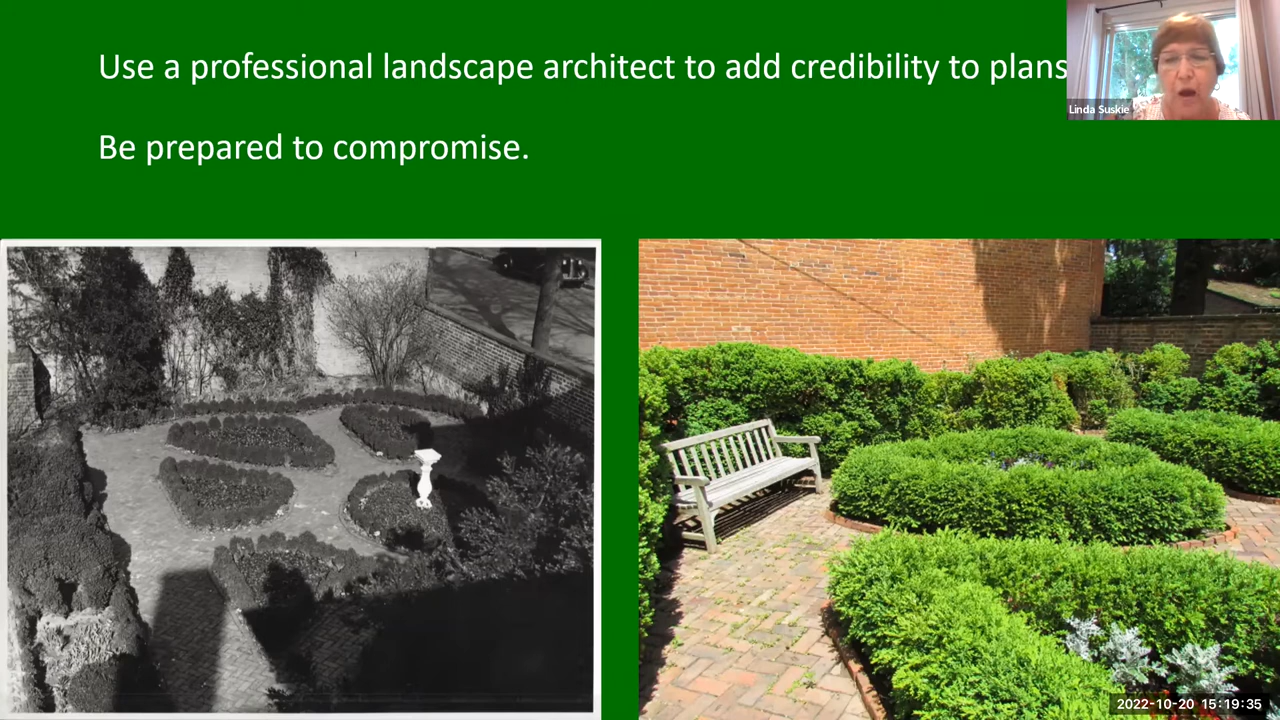 Use a professional landscape architect to add credibility to plans
Linda Suskie
Be prepared to compromise.
2022-10-20 15:19:35